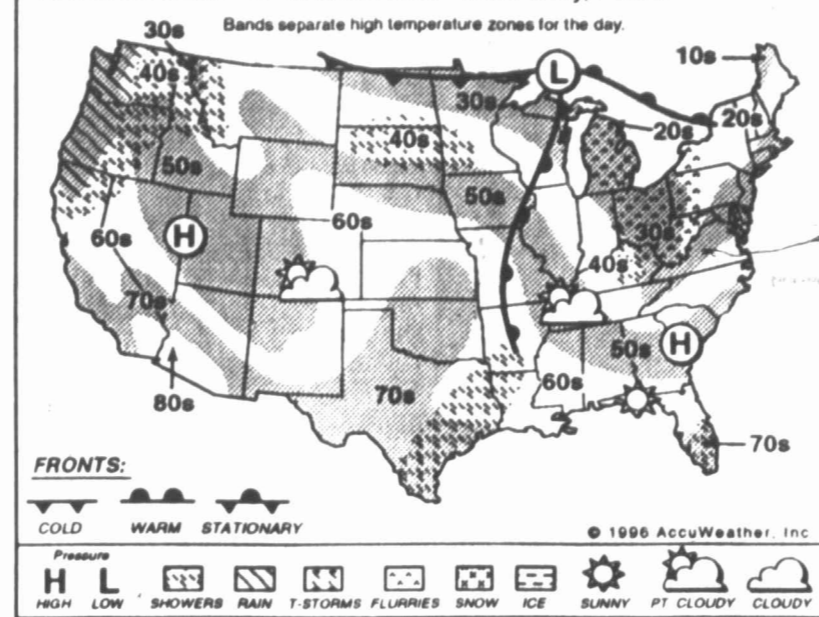 Bands separate high temperature zones for the day.
30s
10s
40s
L
30s
20s
20s
40s
50s
50s
60s
H
60s
30s
40s
70s
50s
H
60s
80s
70s
70s
FRONTS:
COLD WARM STATIONARY
© 1996 AccuWeather, Inc
Pressure
H L
HIGH LOW SHOWERS RAIN T-STORMS FLURRIES SNOW ICE SUNNY PT CLOUDY CLOUDY